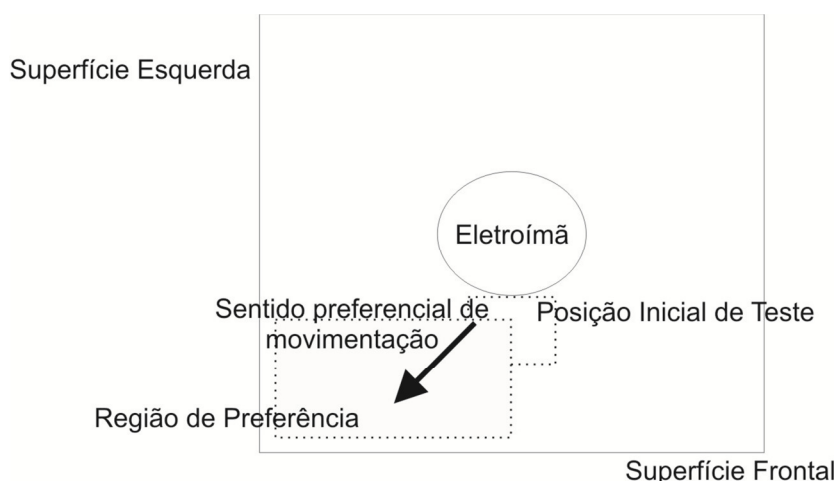 Superfície Esquerda
Eletroímã
Sentido preferencial de
movimentação
Posição Inicial de Teste
Região de Preferência
Superfície Frontal